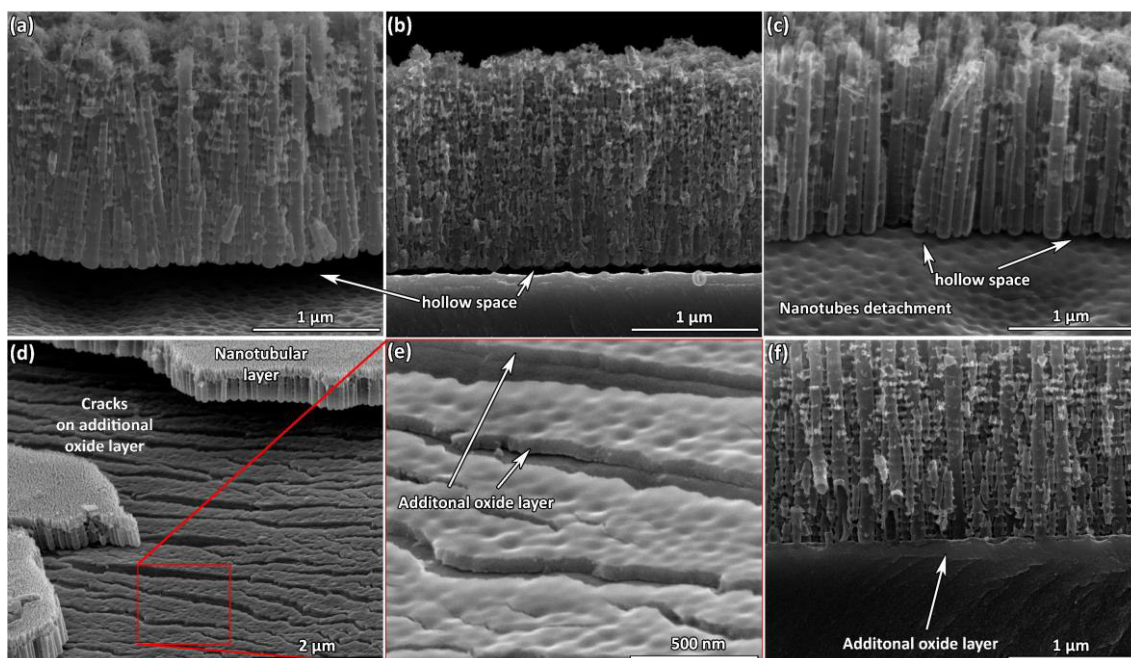 (a)
(b)
(c)
hollow space
hollow space
Nanotubes detachment
1 µm
1 µm
1 µm
(d)
Nanotubular
layer
Cracks
on additional
oxide layer
2 µm
(e)
Additonal oxide layer
500 nm
(f)
Additonal oxide layer
1 µm